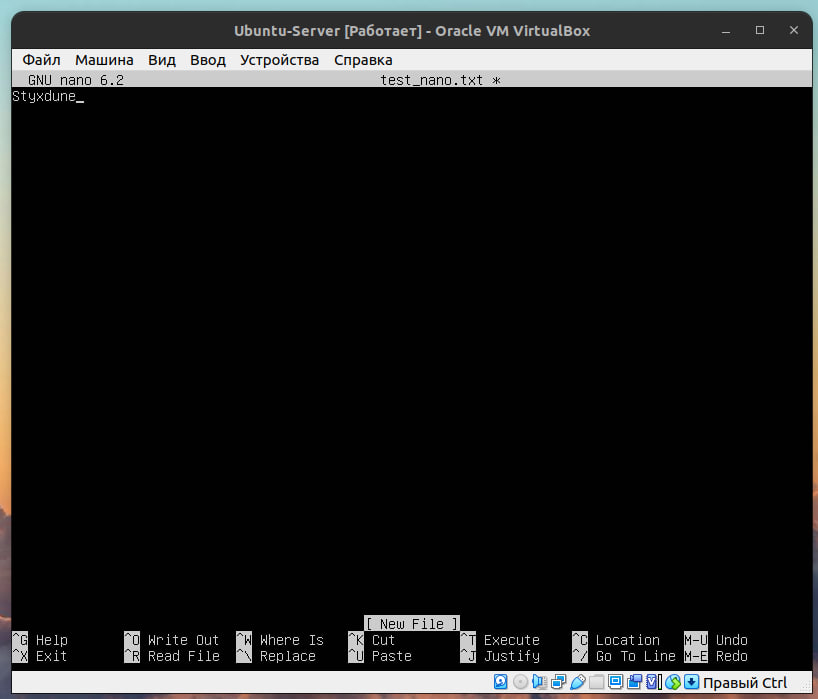 Ubuntu-Server [Работает] - Oracle VM VirtualBox
Файл Машина Вид Ввод Устройства Справка
GNU nano 6.2 test_nano.txt *
Styxdune_
[ New File ]
^G Help ^O Write Out ^W Where Is ^K Cut ^T Execute ^C Location M-U Undo
^X Exit ^R Read File ^\ Replace ^U Paste ^J Justify ^/ Go To Line M-E Redo
Правый Ctrl